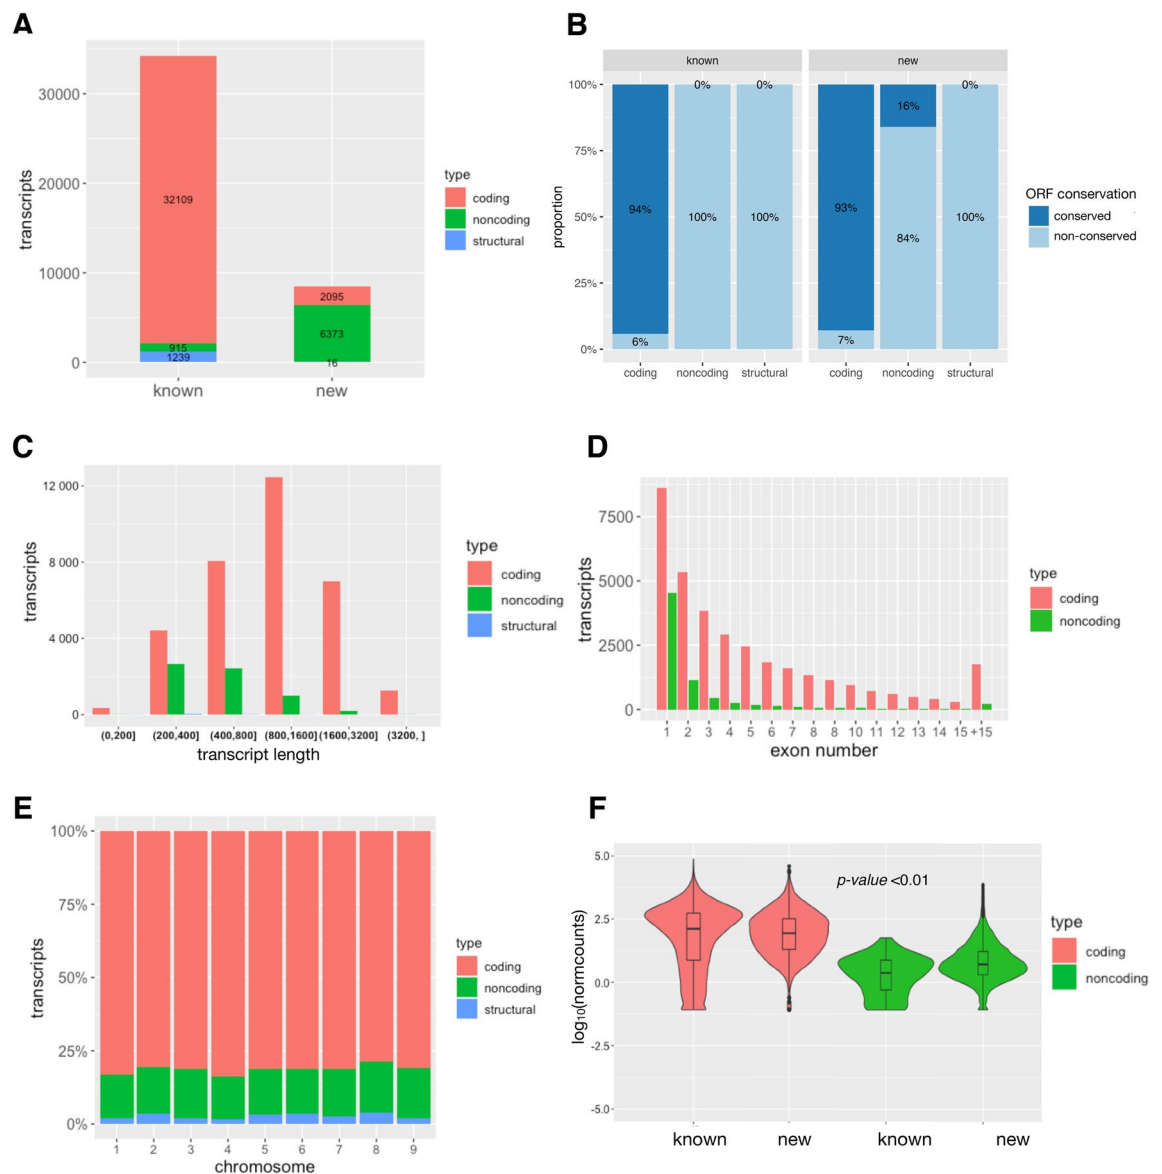 A
30000
20000
10000
0
transcripts
32109
915
1239
2095
6373
16
known new
type
coding
noncoding
structural
B
known new
100%
75%
50%
25%
0%
proportion
0% 0% 16% 0%
94% 100% 100% 93% 84% 100%
6% 7%
coding noncoding structural coding noncoding structural
ORF conservation
conserved
non-conserved
C
12 000
8 000
4 000
0
transcripts
(0,200] (200,400] (400,800] (800,1600] (1600,3200] (3200, ]
transcript length
type
coding
noncoding
structural
D
7500
5000
2500
0
transcripts
1 2 3 4 5 6 7 8 8 10 11 12 13 14 15 +15
exon number
type
coding
noncoding
E
100%
75%
50%
25%
0%
transcripts
1 2 3 4 5 6 7 8 9
chromosome
type
coding
noncoding
structural
F
5.0
2.5
0.0
-2.5
-5.0
log₁₀(normcounts)
p-value <0.01
known new known new
type
coding
noncoding